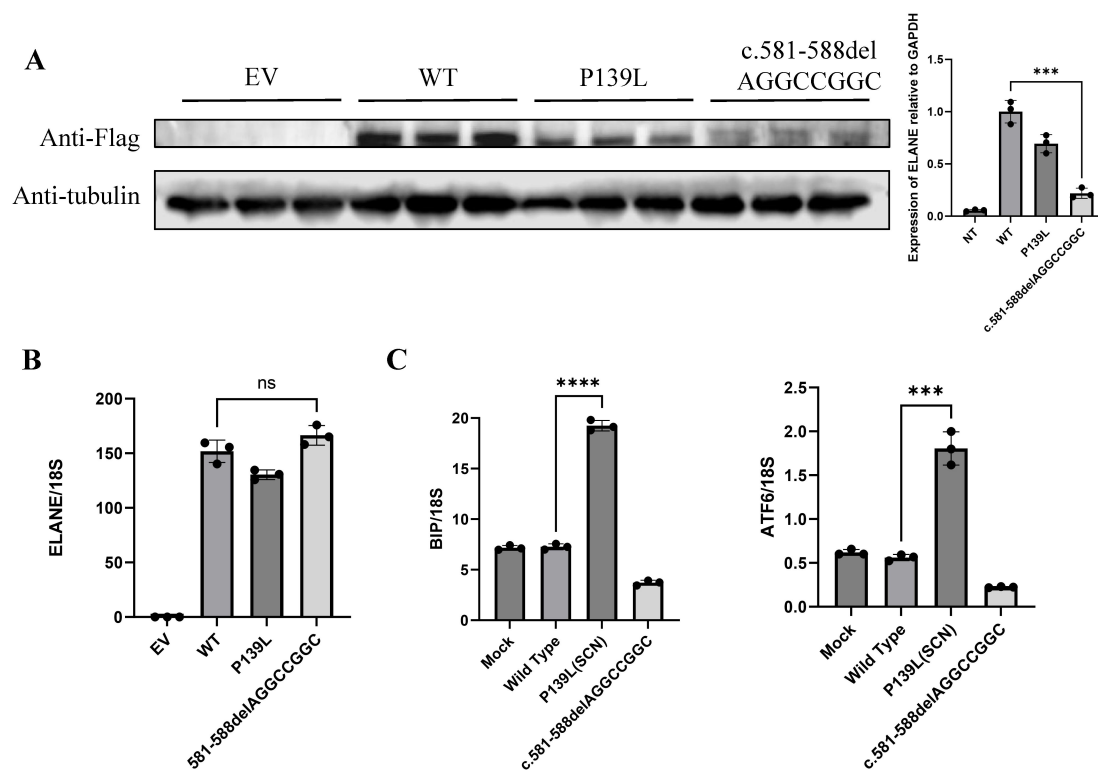 A
EV
WT
P139L
c.581-588del
AGGCCGGC
Anti-Flag
Anti-tubulin
Expression of ELANE relative to GAPDH
1.5
1.0
0.5
0.0
***
NT
WT
P139L
c.581-588delAGGCCGGC
B
ELANE/18S
200
150
100
50
0
ns
EV
WT
P139L
581-588delAGGCCGGC
C
BIP/18S
20
15
10
5
0
****
Mock
Wild Type
P139L(SCN)
c.581-588delAGGCCGGC
ATF6/18S
2.5
2.0
1.5
1.0
0.5
0.0
***
Mock
Wild Type
P139L(SCN)
c.581-588delAGGCCGGC